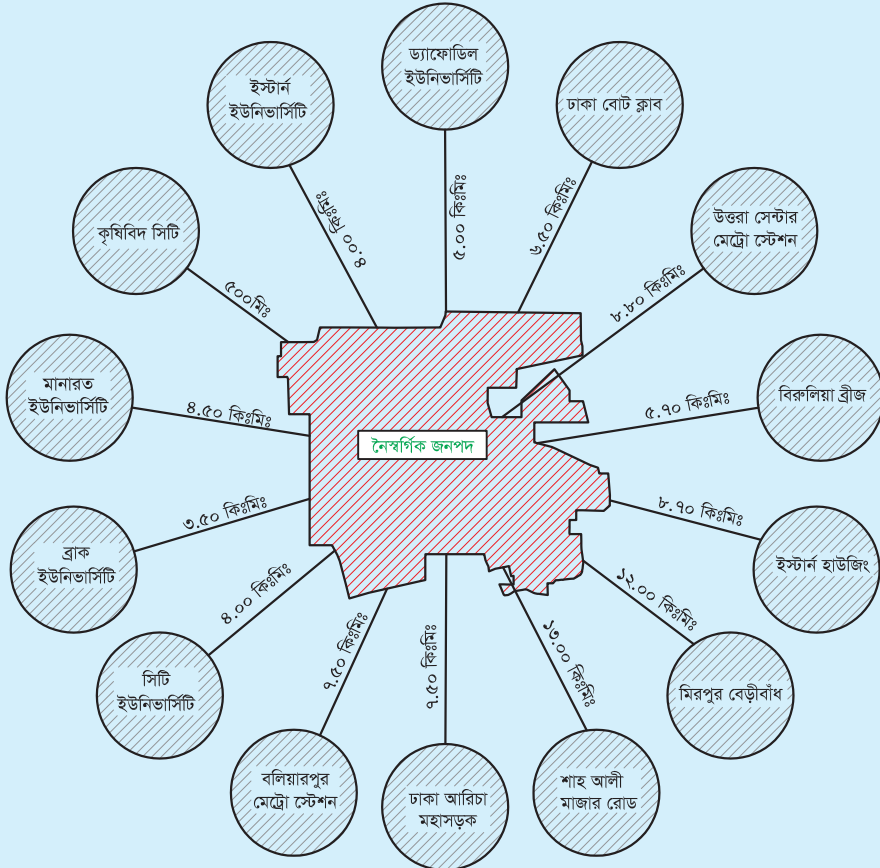 ড্যাফোডিল
ইউনিভার্সিটি
৫.০০ কিঃমিঃ
ঢাকা বোট ক্লাব
৬.৫০ কিঃমিঃ
উত্তরা সেন্টার
মেট্রো স্টেশন
৮.৮০ কিঃমিঃ
বিরুলিয়া ব্রীজ
৫.৭০ কিঃমিঃ
ইস্টার্ন হাউজিং
৮.৭০ কিঃমিঃ
মিরপুর বেড়ীবাঁধ
১২.০০ কিঃমিঃ
শাহ আলী
মাজার রোড
১৩.০০ কিঃমিঃ
ঢাকা আরিচা
মহাসড়ক
৭.৫০ কিঃমিঃ
বলিয়ারপুর
মেট্রো স্টেশন
৭.৫০ কিঃমিঃ
সিটি
ইউনিভার্সিটি
৪.০০ কিঃমিঃ
ব্রাক
ইউনিভার্সিটি
৩.৫০ কিঃমিঃ
মানারত
ইউনিভার্সিটি
৪.৫০ কিঃমিঃ
কৃষিবিদ সিটি
৫০০মিঃ
ইস্টার্ন
ইউনিভার্সিটি
৪.০০ কিঃমিঃ
নৈস্বর্গিক জনপদ